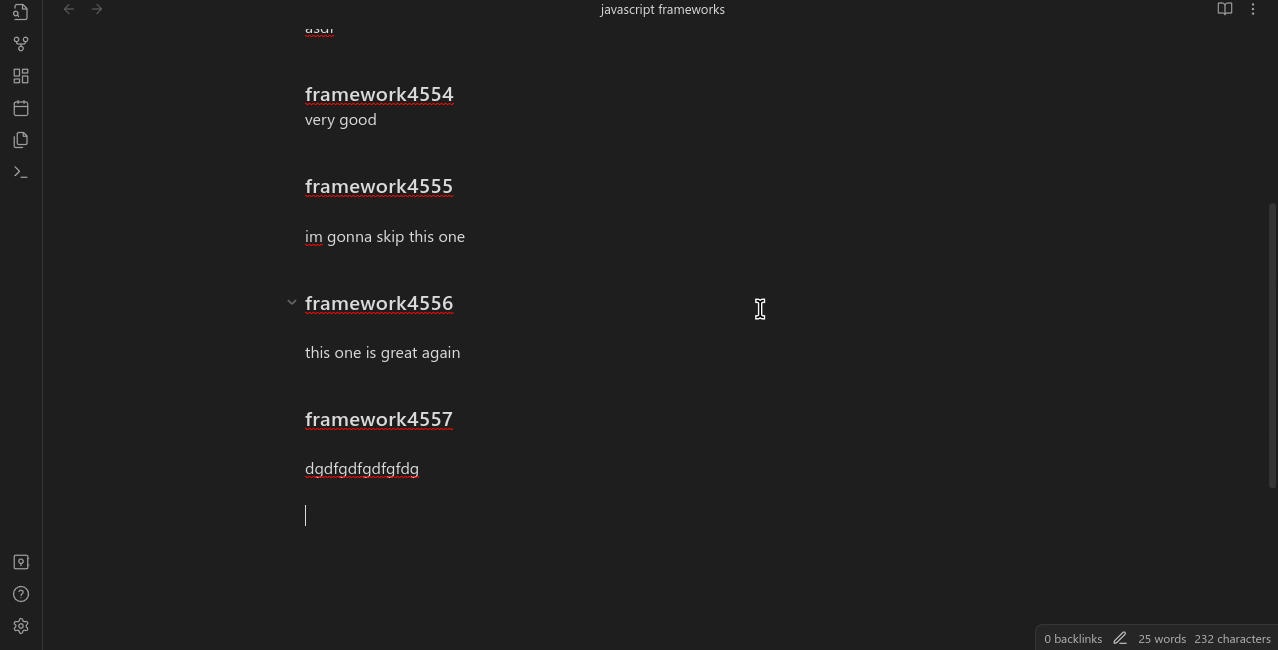 javascript frameworks
asdf
framework4554
very good
framework4555
im gonna skip this one
framework4556
this one is great again
framework4557
dgdfgdfgdfgfdg
0 backlinks 25 words 232 characters